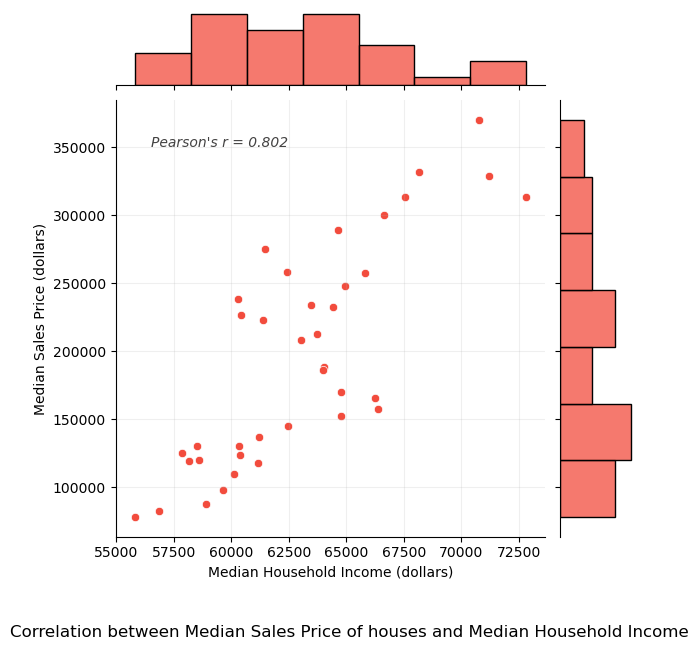 Pearson's r = 0.802
350000
300000
250000
200000
150000
100000
Median Sales Price (dollars)
55000 57500 60000 62500 65000 67500 70000 72500
Median Household Income (dollars)
Correlation between Median Sales Price of houses and Median Household Income